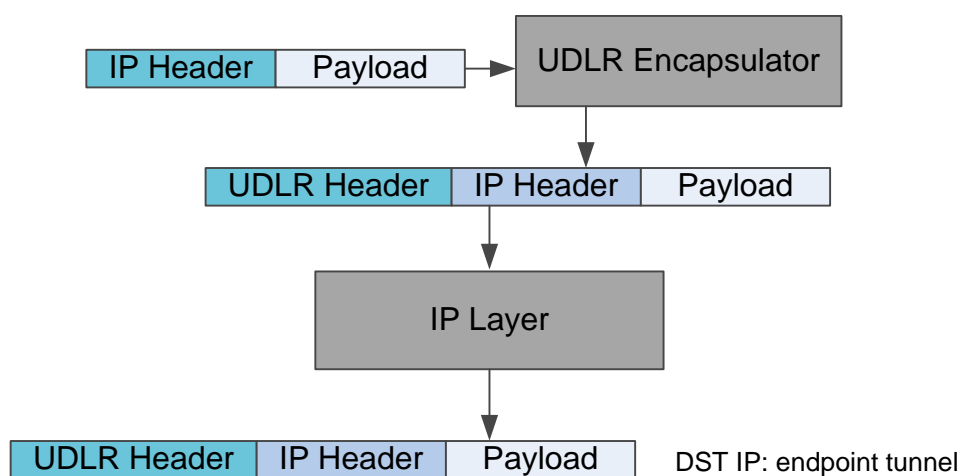 IP Header Payload UDLR Encapsulator
UDLR Header IP Header Payload
IP Layer
UDLR Header IP Header Payload DST IP: endpoint tunnel